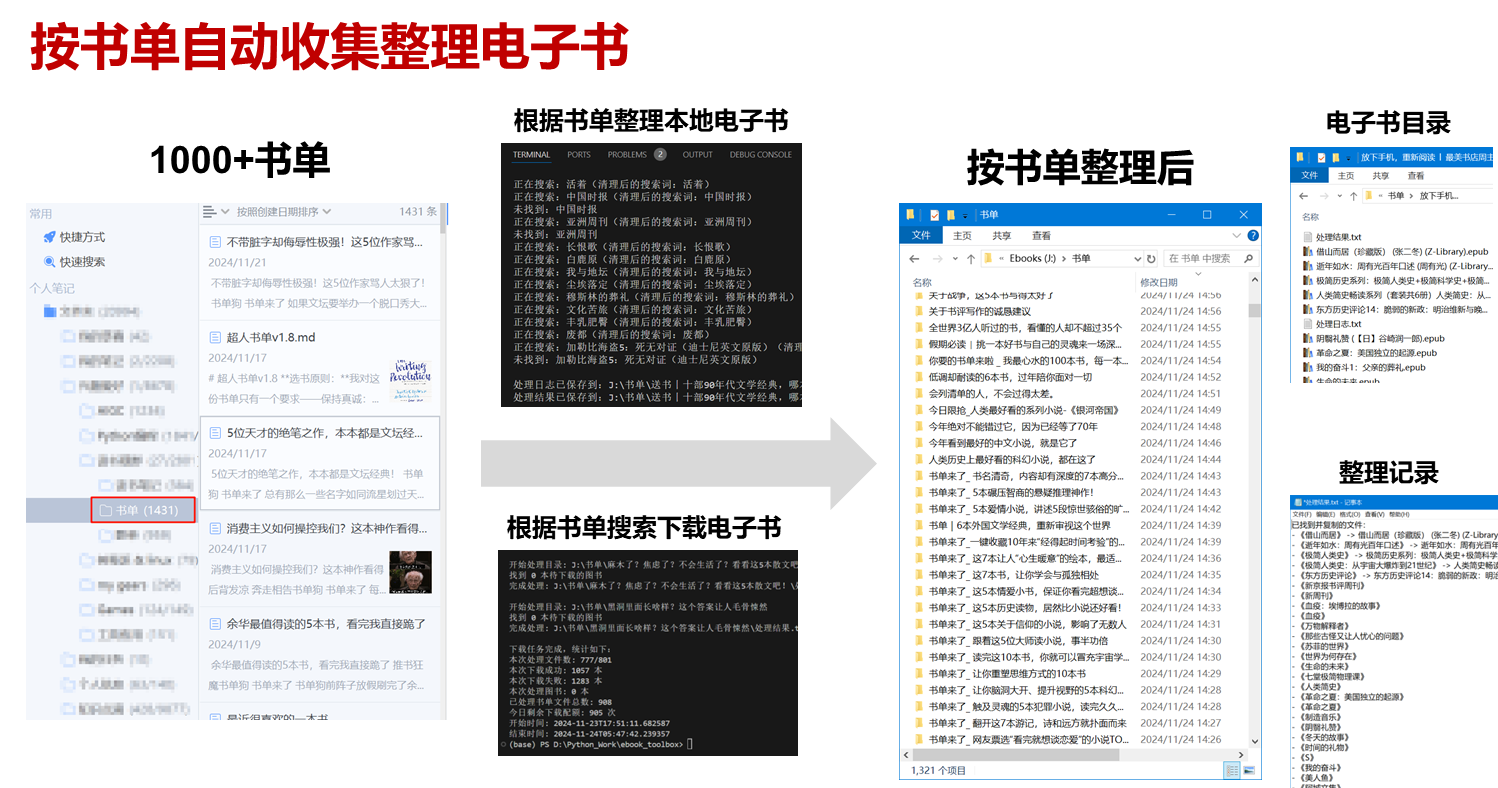 按书单自动收集整理电子书
1000+书单
常用
快捷方式
快速搜索
个人笔记
书单 (1431)
按照创建日期排序
1431 条
不带脏字却侮辱性极强！这5位作家骂...
2024/11/21
不带脏字却侮辱性极强！这5位作家骂人太狠了！
书单狗 书单来了 如果文坛要举办一个脱口秀大...
超人书单v1.8.md
2024/11/17
# 超人书单v1.8 **选书原则：**我对这
份书单只有一个要求——保持真诚：...
5位天才的绝笔之作，本本都是文坛经...
2024/11/17
5位天才的绝笔之作，本本都是文坛经典！ 书单
狗 书单来了 总有那么一些名字如同流星划过天...
消费主义如何操控我们？这本神作看得...
2024/11/17
消费主义如何操控我们？这本神作看得
后背发凉 奔走相告书单狗 书单来了 每...
余华最值得读的5本书，看完我直接跪了
2024/11/9
余华最值得读的5本书，看完我直接跪了 推书狂
魔书单狗 书单来了 书单狗前阵子放假刷完了余...
最近很喜欢的一本书
根据书单整理本地电子书
TERMINAL PORTS PROBLEMS 2 OUTPUT DEBUG CONSOLE
正在搜索：活着（清理后的搜索词：活着）
正在搜索：中国时报（清理后的搜索词：中国时报）
未找到：中国时报
正在搜索：亚洲周刊（清理后的搜索词：亚洲周刊）
未找到：亚洲周刊
正在搜索：长恨歌（清理后的搜索词：长恨歌）
正在搜索：白鹿原（清理后的搜索词：白鹿原）
正在搜索：我与地坛（清理后的搜索词：我与地坛）
正在搜索：尘埃落定（清理后的搜索词：尘埃落定）
正在搜索：穆斯林的葬礼（清理后的搜索词：穆斯林的葬礼）
正在搜索：文化苦旅（清理后的搜索词：文化苦旅）
正在搜索：丰乳肥臀（清理后的搜索词：丰乳肥臀）
正在搜索：废都（清理后的搜索词：废都）
正在搜索：加勒比海盗5：死无对证（迪士尼英文原版）（清理
未找到：加勒比海盗5：死无对证（迪士尼英文原版）
处理日志已保存到：J:\书单\送书丨十部90年代文学经典，哪
处理结果已保存到：J:\书单\送书丨十部90年代文学经典，哪
根据书单搜索下载电子书
开始处理目录：J:\书单\麻木了？焦虑了？不会生活了？看看这5本散文吧
找到 0 本待下载的图书
完成处理：J:\书单\麻木了？焦虑了？不会生活了？看看这5本散文吧！\
开始处理目录：J:\书单\黑洞里面长啥样？这个答案让人毛骨悚然
找到 0 本待下载的图书
完成处理：J:\书单\黑洞里面长啥样？这个答案让人毛骨悚然\处理结果.t
下载任务完成，统计如下：
本次处理文件数：777/801
本次下载成功：1057 本
本次下载失败：1283 本
本次处理图书：0 本
已处理书单文件总数：908
今日剩余下载配额：905 次
开始时间：2024-11-23T17:51:11.682587
结束时间：2024-11-24T05:47:42.239357
(base) PS D:\Python_Work\ebook_toolbox>
按书单整理后
书单
文件 主页 共享 查看
Ebooks (J:) › 书单
在 书单 中搜索
名称 修改日期
关于战争，这5本书写得太好了 2024/11/24 14:56
关于书评写作的诚恳建议 2024/11/24 14:56
全世界3亿人听过的书，看懂的人却不超过35个 2024/11/24 14:55
假期必读 | 挑一本好书与自己的灵魂来一场深... 2024/11/24 14:55
你要的书单来啦 _ 我最心水的100本书，每一本... 2024/11/24 14:54
低调却耐读的6本书，过年陪你面对一切 2024/11/24 14:52
会列清单的人，不会过得太差。 2024/11/24 14:51
今日限抢_人类最好看的系列小说-《银河帝国》 2024/11/24 14:49
今年绝对不能错过它，因为已经等了70年 2024/11/24 14:48
今年看到最好的中文小说，就是它了 2024/11/24 14:46
人类历史上最好看的科幻小说，都在这了 2024/11/24 14:44
书单来了_ 书名清奇，内容却有深度的7本高分... 2024/11/24 14:43
书单来了_ 5本碾压智商的悬疑推理神作! 2024/11/24 14:43
书单来了_ 5本爱情小说，讲述5段惊世骇俗的旷... 2024/11/24 14:42
书单 | 6本外国文学经典，重新审视这个世界 2024/11/24 14:39
书单来了_一键收藏10年来“经得起时间考验”的... 2024/11/24 14:39
书单来了_ 这7本让人“心生暖意”的绘本，最适... 2024/11/24 14:36
书单来了_ 这7本书，让你学会与孤独相处 2024/11/24 14:35
书单来了_ 这5本情爱小书，保证你看完超想谈... 2024/11/24 14:34
书单来了_ 这5本历史读物，居然比小说还好看! 2024/11/24 14:33
书单来了_ 这5本关于信仰的小说，影响了无数人 2024/11/24 14:31
书单来了_ 跟着这5位大师读小说，事半功倍 2024/11/24 14:30
书单来了_ 读完这10本书，你就可以冒充宇宙学... 2024/11/24 14:30
书单来了_ 让你重塑思维方式的10本书 2024/11/24 14:29
书单来了_ 让你脑洞大开、提升视野的5本科幻... 2024/11/24 14:28
书单来了_ 触及灵魂的5本犯罪小说，读完久久... 2024/11/24 14:28
书单来了_ 翻开这7本游记，诗和远方就扑面而来 2024/11/24 14:27
书单来了_ 网友票选“看完就想谈恋爱”的小说TO... 2024/11/24 14:26
1,321 个项目
电子书目录
放下手机，重新阅读丨最美书店周主
文件 主页 共享 查看
书单 › 放下手机...
名称
处理结果.txt
借山而居（珍藏版） (张二冬) (Z-Library).epub
逝年如水：周有光百年口述 (周有光) (Z-Library...
极简历史系列：极简人类史+极简科学史+极简...
人类简史畅读系列（套装共6册）人类简史：从...
东方历史评论14：脆弱的新政：明治维新与晚...
处理日志.txt
阴翳礼赞 (【日】谷崎润一郎).epub
革命之夏：美国独立的起源.epub
我的奋斗1：父亲的葬礼.epub
生命的未来.epub
整理记录
*处理结果.txt - 记事本
文件(F) 编辑(E) 格式(O) 查看(V) 帮助(H)
已找到并复制的文件：
- 《借山而居》 -> 借山而居（珍藏版） (张二冬) (Z-Library
- 《逝年如水：周有光百年口述》 -> 逝年如水：周有光百年
- 《极简人类史》 -> 极简历史系列：极简人类史+极简科学
- 《极简人类史：从宇宙大爆炸到21世纪》 -> 人类简史畅
- 《东方历史评论》 -> 东方历史评论14：脆弱的新政：明治
- 《新京报书评周刊》
- 《新周刊》
- 《血疫：埃博拉的故事》
- 《血疫》
- 《万物解释者》
- 《那些古怪又让人忧心的问题》
- 《苏菲的世界》
- 《世界为何存在》
- 《生命的未来》
- 《七堂极简物理课》
- 《人类简史》
- 《革命之夏：美国独立的起源》
- 《革命之夏》
- 《制造音乐》
- 《阴翳礼赞》
- 《冬天的故事》
- 《时间的礼物》
- 《S》
- 《我的奋斗》
- 《美人鱼》